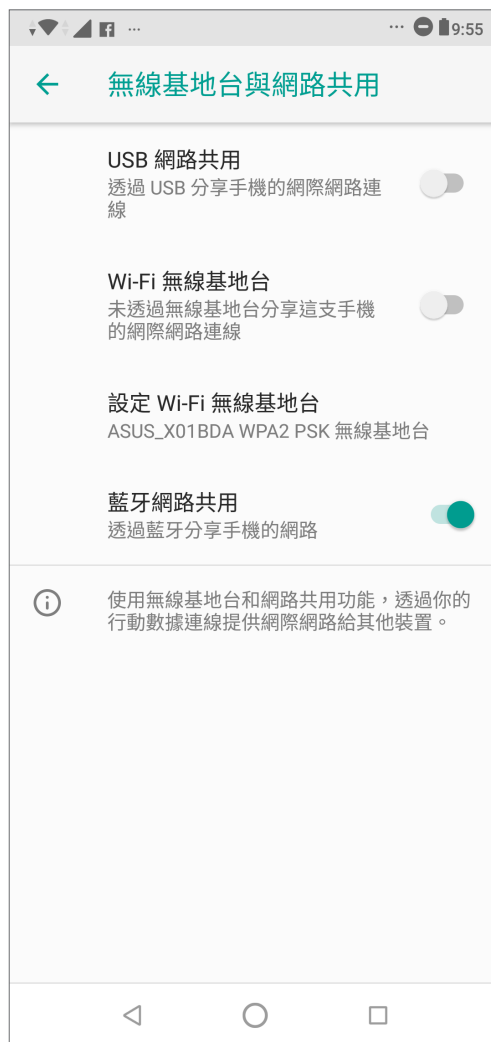 9:55
無線基地台與網路共用
USB 網路共用
透過 USB 分享手機的網際網路連
線
Wi-Fi 無線基地台
未透過無線基地台分享這支手機
的網際網路連線
設定 Wi-Fi 無線基地台
ASUS_X01BDA WPA2 PSK 無線基地台
藍牙網路共用
透過藍牙分享手機的網路
使用無線基地台和網路共用功能，透過你的
行動數據連線提供網際網路給其他裝置。